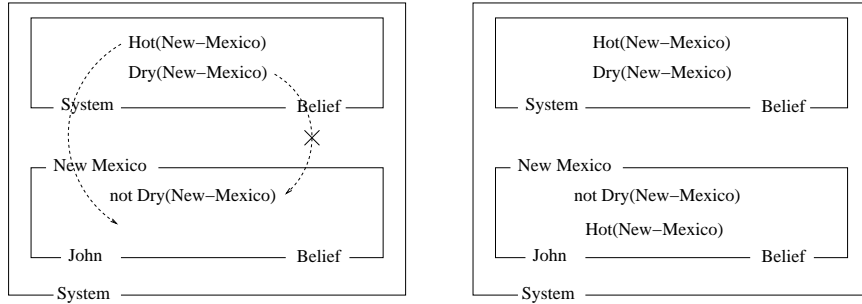 Hot(New−Mexico)
Dry(New−Mexico)
System
Belief
New Mexico
not Dry(New−Mexico)
John
Belief
System
Hot(New−Mexico)
Dry(New−Mexico)
System
Belief
New Mexico
not Dry(New−Mexico)
Hot(New−Mexico)
John
Belief
System